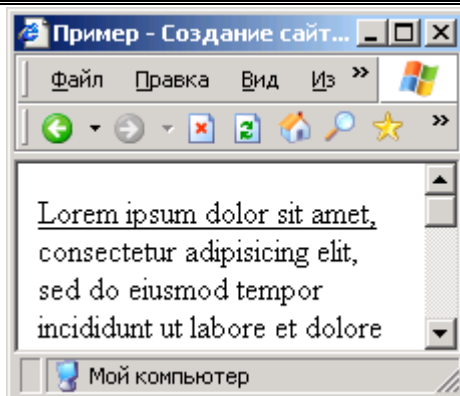 Пример - Создание сайт...
Файл Правка Вид Из »
»
Lorem ipsum dolor sit amet,
consectetur adipisicing elit,
sed do eiusmod tempor
incididunt ut labore et dolore
Мой компьютер